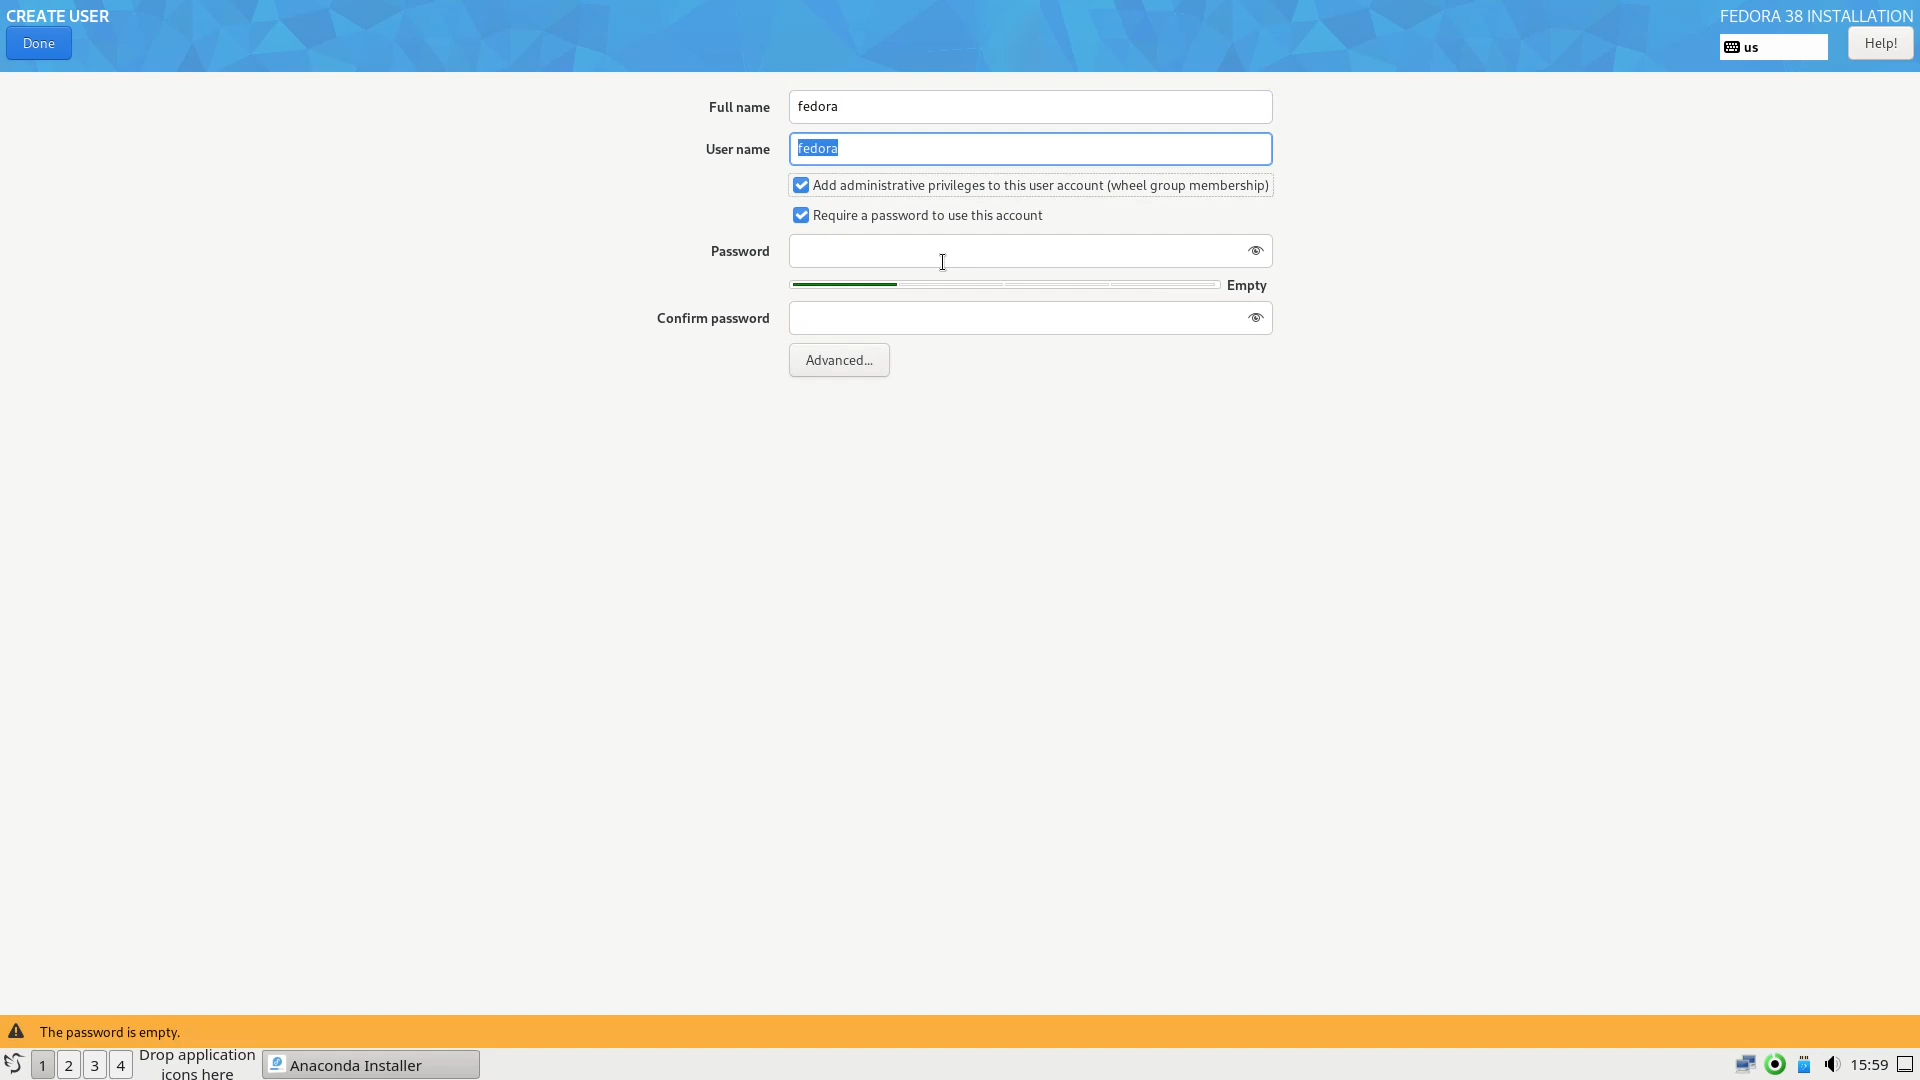 CREATE USER
FEDORA 38 INSTALLATION
Done
us
Help!
Full name
fedora
User name
fedora
Add administrative privileges to this user account (wheel group membership)
Require a password to use this account
Password
Empty
Confirm password
Advanced...
The password is empty.
1
2
3
4
Drop application
icons here
Anaconda Installer
15:59